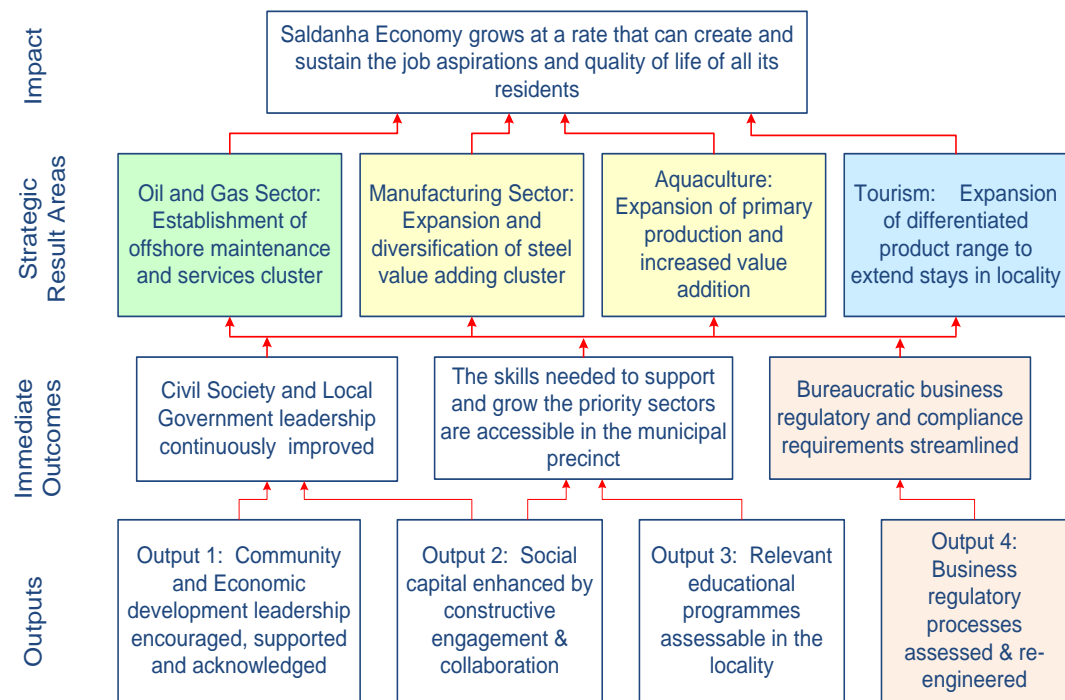 Impact
Saldanha Economy grows at a rate that can create and
sustain the job aspirations and quality of life of all its
residents
Strategic
Result Areas
Oil and Gas Sector:
Establishment of
offshore maintenance
and services cluster
Manufacturing Sector:
Expansion and
diversification of steel
value adding cluster
Aquaculture:
Expansion of primary
production and
increased value
addition
Tourism: Expansion
of differentiated
product range to
extend stays in locality
Immediate
Outcomes
Civil Society and Local
Government leadership
continuously improved
The skills needed to support
and grow the priority sectors
are accessible in the municipal
precinct
Bureaucratic business
regulatory and compliance
requirements streamlined
Outputs
Output 1: Community
and Economic
development leadership
encouraged, supported
and acknowledged
Output 2: Social
capital enhanced by
constructive
engagement &
collaboration
Output 3: Relevant
educational
programmes
assessable in the
locality
Output 4:
Business
regulatory
processes
assessed & re-
engineered